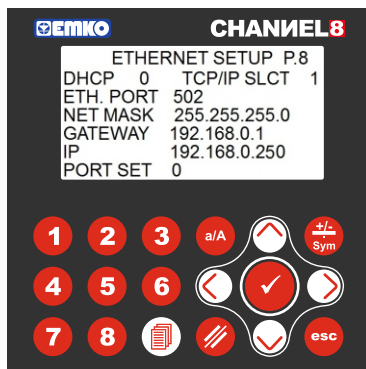 EMKO CHANNEL8
ETHERNET SETUP P.8
DHCP 0 TCP/IP SLCT 1
ETH. PORT 502
NET MASK 255.255.255.0
GATEWAY 192.168.0.1
IP 192.168.0.250
PORT SET 0
1 2 3 a/A +/- Sym
4 5 6
7 8 esc